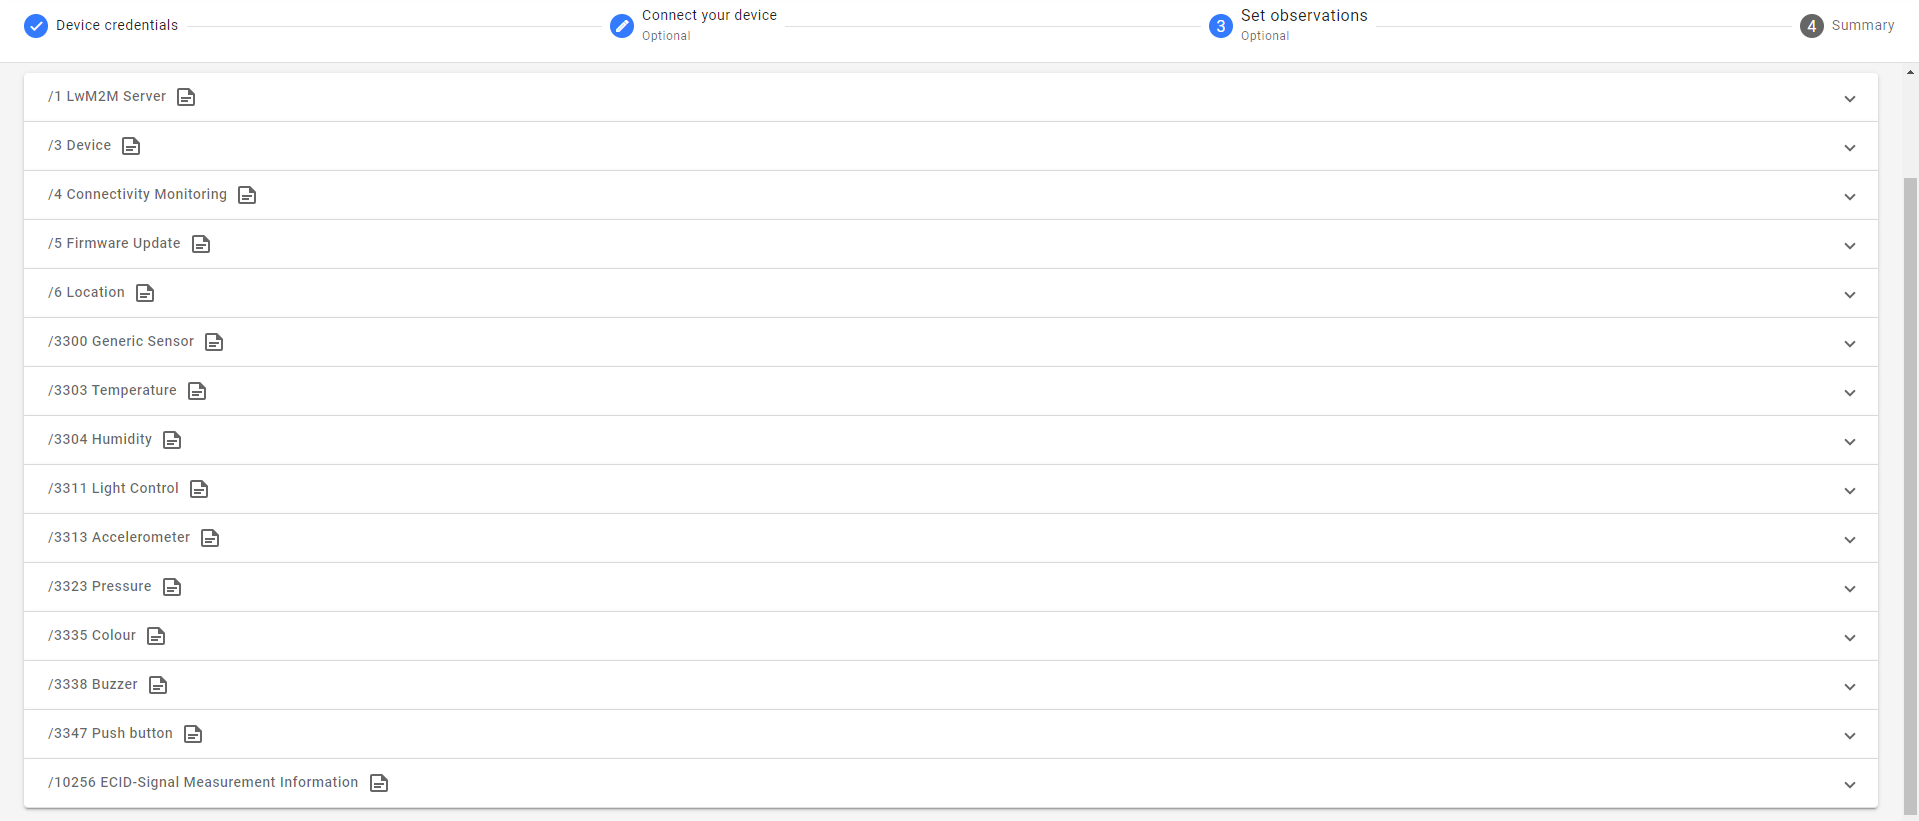 Device credentials
Connect your device
Optional
3
Set observations
Optional
4
Summary
/1 LwM2M Server
/3 Device
/4 Connectivity Monitoring
/5 Firmware Update
/6 Location
/3300 Generic Sensor
/3303 Temperature
/3304 Humidity
/3311 Light Control
/3313 Accelerometer
/3323 Pressure
/3335 Colour
/3338 Buzzer
/3347 Push button
/10256 ECID-Signal Measurement Information